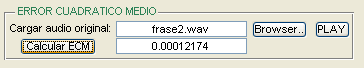 ERROR CUADRATICO MEDIO
Cargar audio original: frase2.wav Browser.. PLAY
Calcular ECM 0.00012174